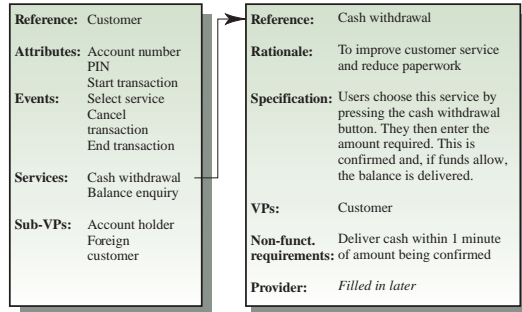 Reference: Customer
Attributes: Account number
PIN
Start transaction
Events: Select service
Cancel
transaction
End transaction
Services: Cash withdrawal
Balance enquiry
Sub-VPs: Account holder
Foreign
customer
Reference: Cash withdrawal
Rationale: To improve customer service
and reduce paperwork
Specification: Users choose this service by
pressing the cash withdrawal
button. They then enter the
amount required. This is
confirmed and, if funds allow,
the balance is delivered.
VPs: Customer
Non-funct. Deliver cash within 1 minute
requirements: of amount being confirmed
Provider: Filled in later